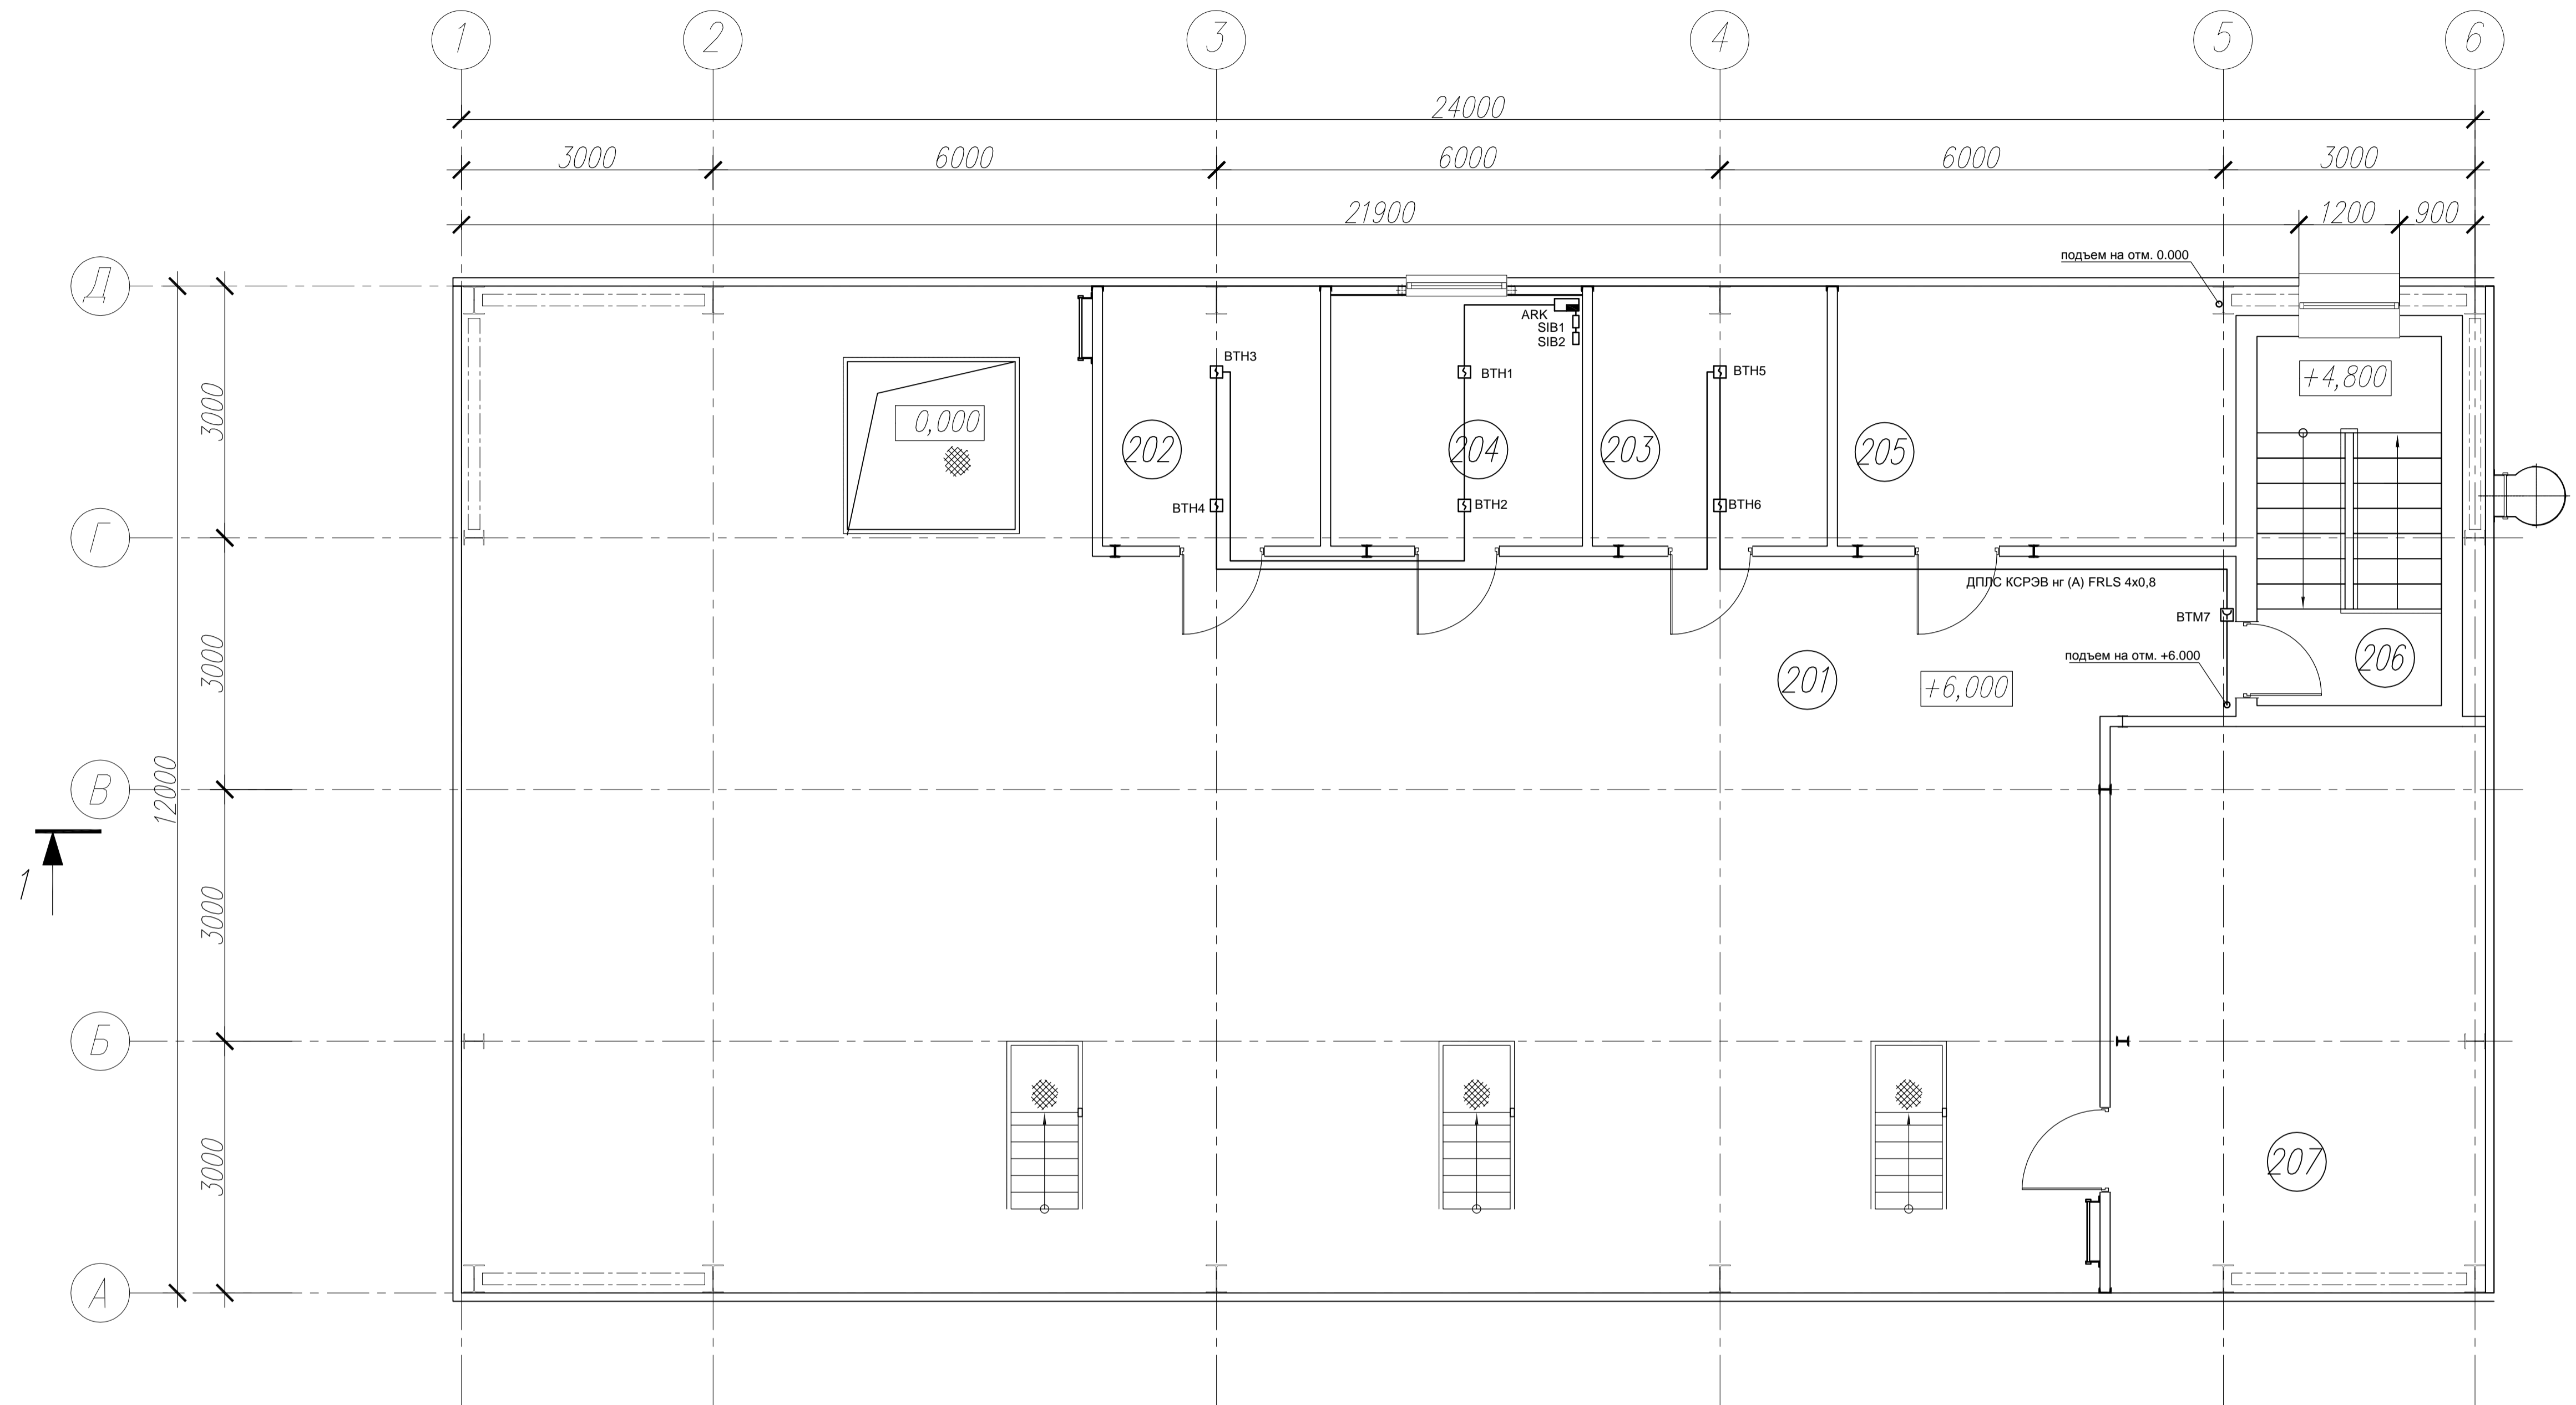 1 2 3 4 5 6
24000
3000 6000 6000 6000 3000
21900 1200 900
подъем на отм. 0.000
Д
ARK
SIB1
SIB2
BTH3
BTH1
BTH5
+4,800
3000
0,000
202
204
203
205
BTH4
BTH2
BTH6
Г
ДПЛС КСРЭВ нг (А) FRLS 4x0,8
BTM7
3000
подъем на отм. +6.000
206
201
+6,000
12000
В
1
3000
Б
3000
207
А